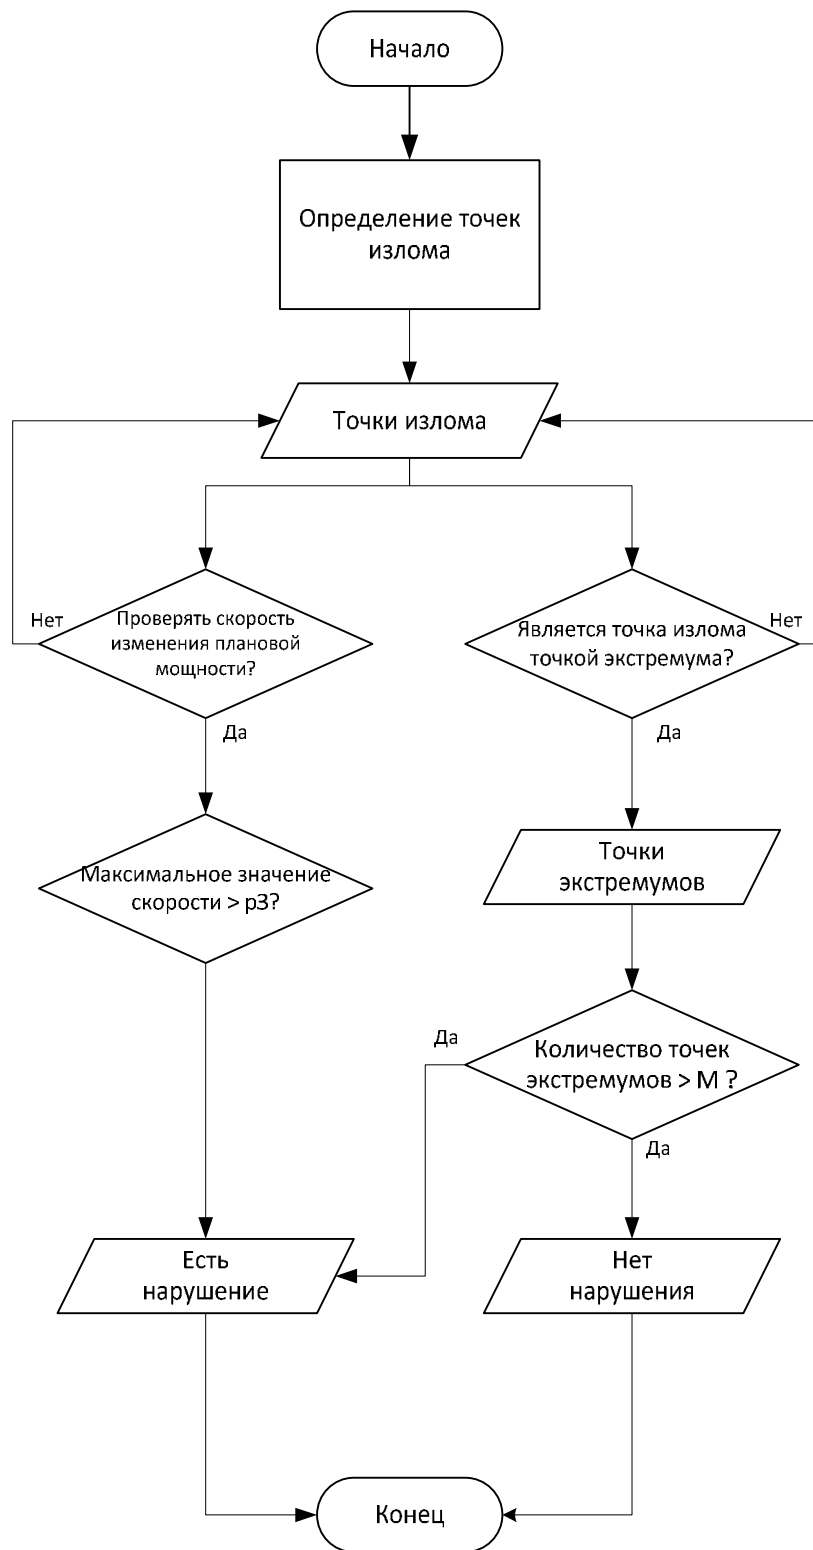 Начало
Определение точек
излома
Точки излома
Нет
Проверять скорость
изменения плановой
мощности?
Да
Является точка излома
точкой экстремума?
Нет
Да
Максимальное значение
скорости > p3?
Точки
экстремумов
Да
Количество точек
экстремумов > M ?
Да
Есть
нарушение
Нет
нарушения
Конец